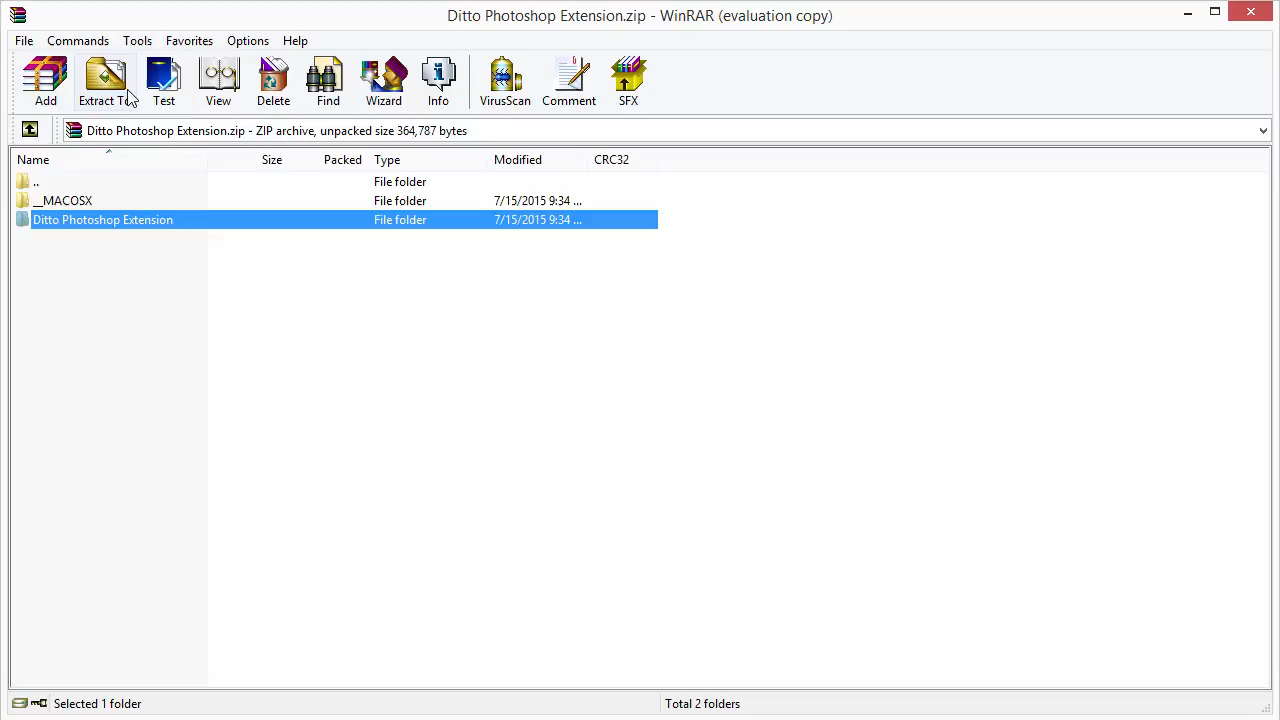 Ditto Photoshop Extension.zip - WinRAR (evaluation copy)
File Commands Tools Favorites Options Help
Add Extract To Test View Delete Find Wizard Info VirusScan Comment SFX
Ditto Photoshop Extension.zip - ZIP archive, unpacked size 364,787 bytes
Name Size Packed Type Modified CRC32
.. File folder
__MACOSX File folder 7/15/2015 9:34 ...
Ditto Photoshop Extension File folder 7/15/2015 9:34 ...
Selected 1 folder Total 2 folders